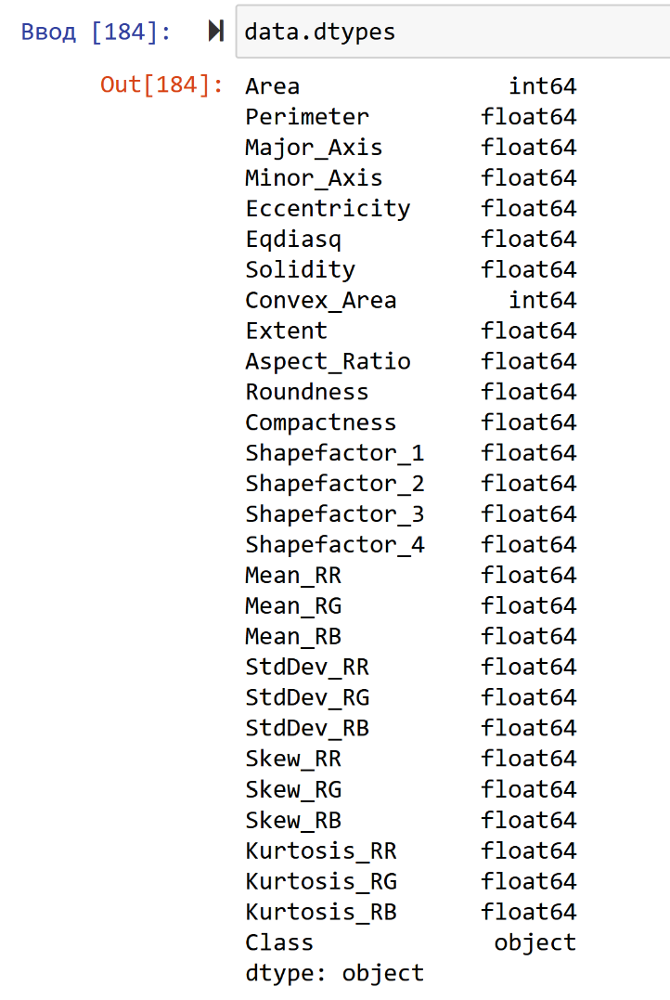 Ввод [184]: data.dtypes
Out[184]: Area int64
Perimeter float64
Major_Axis float64
Minor_Axis float64
Eccentricity float64
Eqdiasq float64
Solidity float64
Convex_Area int64
Extent float64
Aspect_Ratio float64
Roundness float64
Compactness float64
Shapefactor_1 float64
Shapefactor_2 float64
Shapefactor_3 float64
Shapefactor_4 float64
Mean_RR float64
Mean_RG float64
Mean_RB float64
StdDev_RR float64
StdDev_RG float64
StdDev_RB float64
Skew_RR float64
Skew_RG float64
Skew_RB float64
Kurtosis_RR float64
Kurtosis_RG float64
Kurtosis_RB float64
Class object
dtype: object